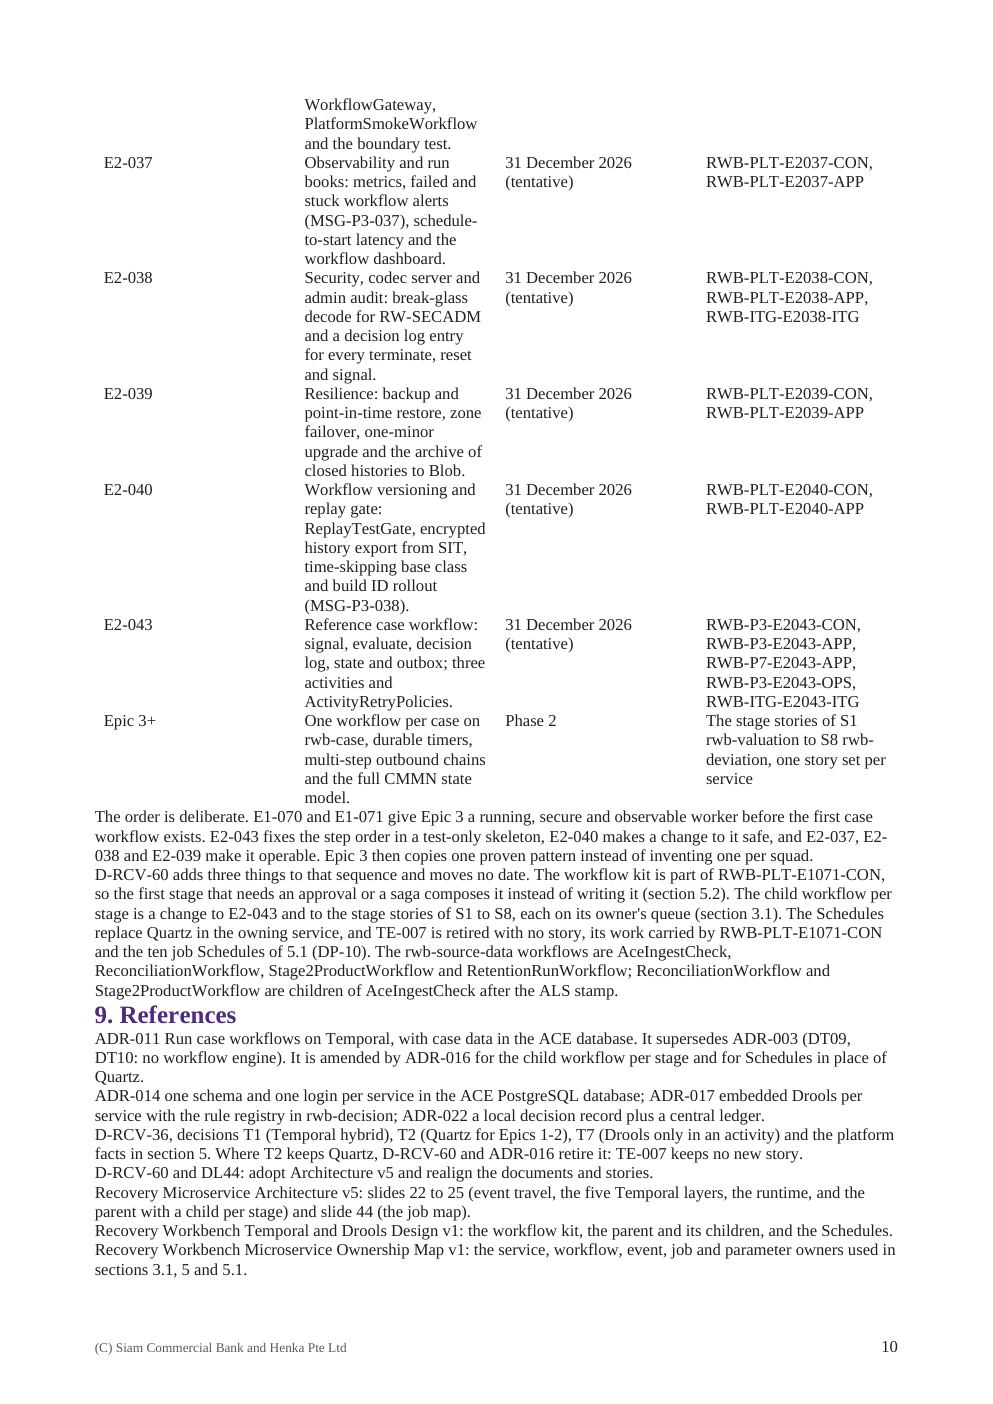 WorkflowGateway,
PlatformSmokeWorkflow
and the boundary test.
E2-037
Observability and run
books: metrics, failed and
stuck workflow alerts
(MSG-P3-037), schedule-
to-start latency and the
workflow dashboard.
31 December 2026
(tentative)
RWB-PLT-E2037-CON,
RWB-PLT-E2037-APP
E2-038
Security, codec server and
admin audit: break-glass
decode for RW-SECADM
and a decision log entry
for every terminate, reset
and signal.
31 December 2026
(tentative)
RWB-PLT-E2038-CON,
RWB-PLT-E2038-APP,
RWB-ITG-E2038-ITG
E2-039
Resilience: backup and
point-in-time restore, zone
failover, one-minor
upgrade and the archive of
closed histories to Blob.
31 December 2026
(tentative)
RWB-PLT-E2039-CON,
RWB-PLT-E2039-APP
E2-040
Workflow versioning and
replay gate:
ReplayTestGate, encrypted
history export from SIT,
time-skipping base class
and build ID rollout
(MSG-P3-038).
31 December 2026
(tentative)
RWB-PLT-E2040-CON,
RWB-PLT-E2040-APP
E2-043
Reference case workflow:
signal, evaluate, decision
log, state and outbox; three
activities and
ActivityRetryPolicies.
31 December 2026
(tentative)
RWB-P3-E2043-CON,
RWB-P3-E2043-APP,
RWB-P7-E2043-APP,
RWB-P3-E2043-OPS,
RWB-ITG-E2043-ITG
Epic 3+
One workflow per case on
rwb-case, durable timers,
multi-step outbound chains
and the full CMMN state
model.
Phase 2
The stage stories of S1
rwb-valuation to S8 rwb-
deviation, one story set per
service
The order is deliberate. E1-070 and E1-071 give Epic 3 a running, secure and observable worker before the first case
workflow exists. E2-043 fixes the step order in a test-only skeleton, E2-040 makes a change to it safe, and E2-037, E2-
038 and E2-039 make it operable. Epic 3 then copies one proven pattern instead of inventing one per squad.
D-RCV-60 adds three things to that sequence and moves no date. The workflow kit is part of RWB-PLT-E1071-CON,
so the first stage that needs an approval or a saga composes it instead of writing it (section 5.2). The child workflow per
stage is a change to E2-043 and to the stage stories of S1 to S8, each on its owner's queue (section 3.1). The Schedules
replace Quartz in the owning service, and TE-007 is retired with no story, its work carried by RWB-PLT-E1071-CON
and the ten job Schedules of 5.1 (DP-10). The rwb-source-data workflows are AceIngestCheck,
ReconciliationWorkflow, Stage2ProductWorkflow and RetentionRunWorkflow; ReconciliationWorkflow and
Stage2ProductWorkflow are children of AceIngestCheck after the ALS stamp.
9. References
ADR-011 Run case workflows on Temporal, with case data in the ACE database. It supersedes ADR-003 (DT09,
DT10: no workflow engine). It is amended by ADR-016 for the child workflow per stage and for Schedules in place of
Quartz.
ADR-014 one schema and one login per service in the ACE PostgreSQL database; ADR-017 embedded Drools per
service with the rule registry in rwb-decision; ADR-022 a local decision record plus a central ledger.
D-RCV-36, decisions T1 (Temporal hybrid), T2 (Quartz for Epics 1-2), T7 (Drools only in an activity) and the platform
facts in section 5. Where T2 keeps Quartz, D-RCV-60 and ADR-016 retire it: TE-007 keeps no new story.
D-RCV-60 and DL44: adopt Architecture v5 and realign the documents and stories.
Recovery Microservice Architecture v5: slides 22 to 25 (event travel, the five Temporal layers, the runtime, and the
parent with a child per stage) and slide 44 (the job map).
Recovery Workbench Temporal and Drools Design v1: the workflow kit, the parent and its children, and the Schedules.
Recovery Workbench Microservice Ownership Map v1: the service, workflow, event, job and parameter owners used in
sections 3.1, 5 and 5.1.
(C) Siam Commercial Bank and Henka Pte Ltd
10